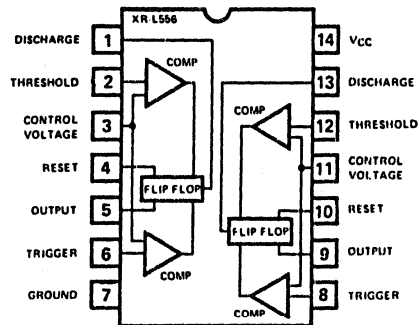 XR-L556
DISCHARGE 1
THRESHOLD 2
CONTROL
VOLTAGE 3
RESET 4
OUTPUT 5
TRIGGER 6
GROUND 7
COMP
FLIP FLOP
COMP
COMP
FLIP FLOP
COMP
14 VCC
13 DISCHARGE
12 THRESHOLD
11 CONTROL
VOLTAGE
10 RESET
9 OUTPUT
8 TRIGGER